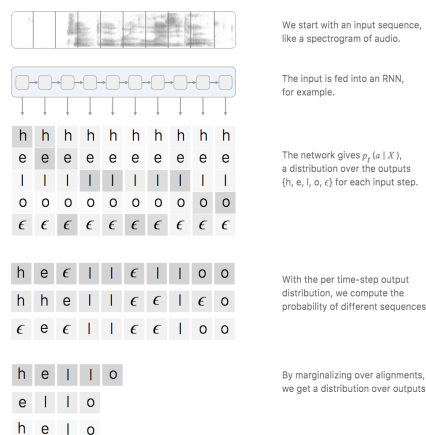 We start with an input sequence,
like a spectrogram of audio.
The input is fed into an RNN,
for example.
h h h h h h h h h h
e e e e e e e e e e
l l l l l l l l l l
o o o o o o o o o o
ϵ ϵ ϵ ϵ ϵ ϵ ϵ ϵ ϵ ϵ
The network gives pₜ (a | X),
a distribution over the outputs
{h, e, l, o, ϵ} for each input step.
h e ϵ l l ϵ l l o o
h h e l l ϵ ϵ l ϵ o
ϵ e ϵ l l ϵ ϵ l o o
With the per time-step output
distribution, we compute the
probability of different sequences
h e l l o
e l l o
h e l o
By marginalizing over alignments,
we get a distribution over outputs